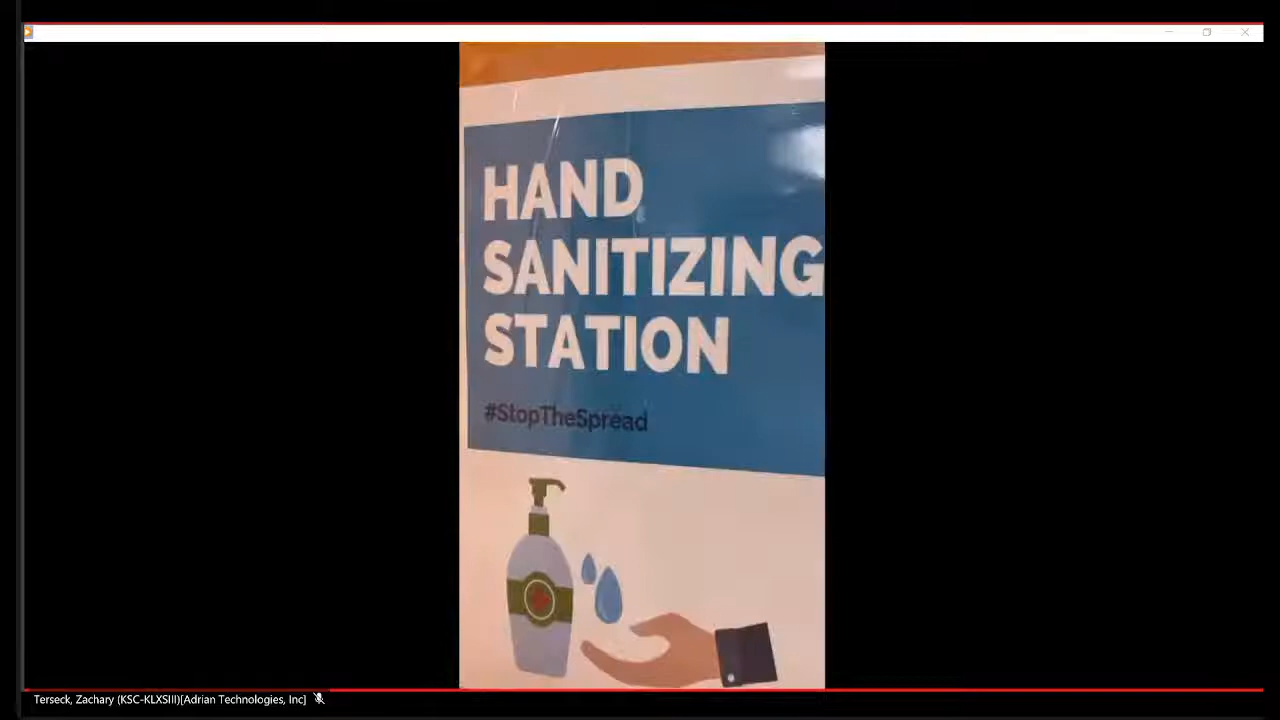 HAND
SANITIZING
STATION
#StopTheSpread
Terseck, Zachary (KSC-KLXSIII)[Adrian Technologies, Inc]